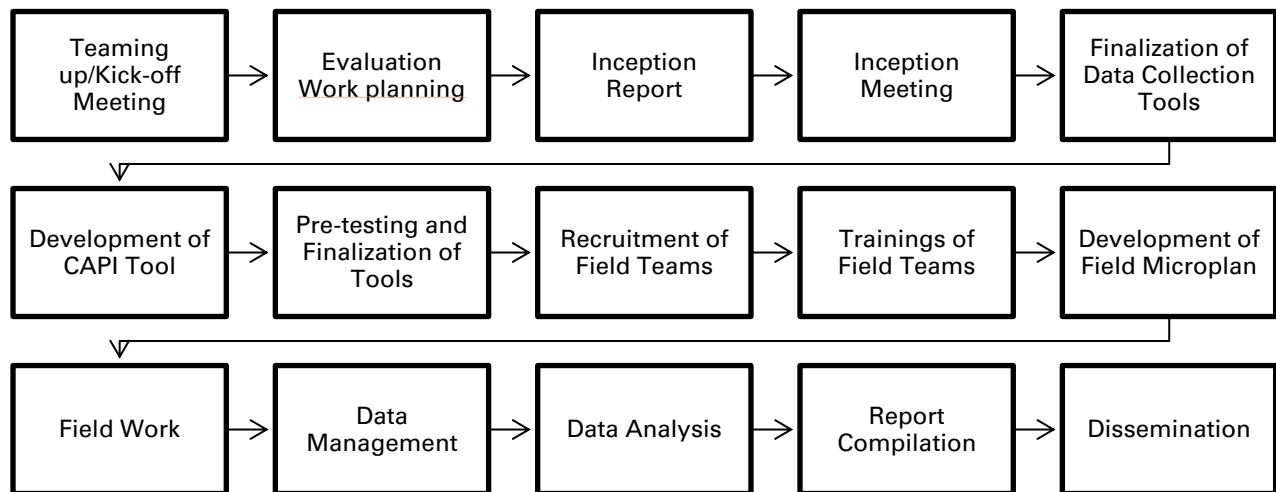 Teaming
up/Kick-off
Meeting
Evaluation
Work planning
Inception
Report
Inception
Meeting
Finalization of
Data Collection
Tools
Development of
CAPI Tool
Pre-testing and
Finalization of
Tools
Recruitment of
Field Teams
Trainings of
Field Teams
Development of
Field Microplan
Field Work
Data
Management
Data Analysis
Report
Compilation
Dissemination